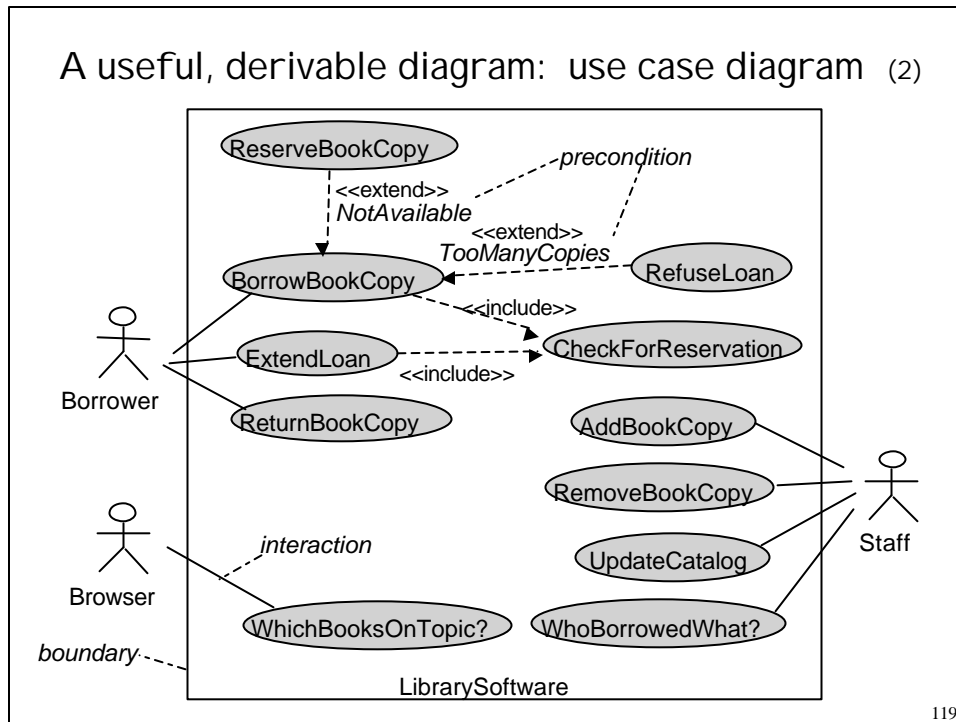 A useful, derivable diagram: use case diagram (2)
ReserveBookCopy
precondition
<<extend>>
NotAvailable
<<extend>>
TooManyCopies
BorrowBookCopy
RefuseLoan
<<include>>
ExtendLoan
CheckForReservation
<<include>>
Borrower
ReturnBookCopy
AddBookCopy
RemoveBookCopy
Staff
interaction
UpdateCatalog
Browser
WhichBooksOnTopic?
WhoBorrowedWhat?
boundary
LibrarySoftware
119